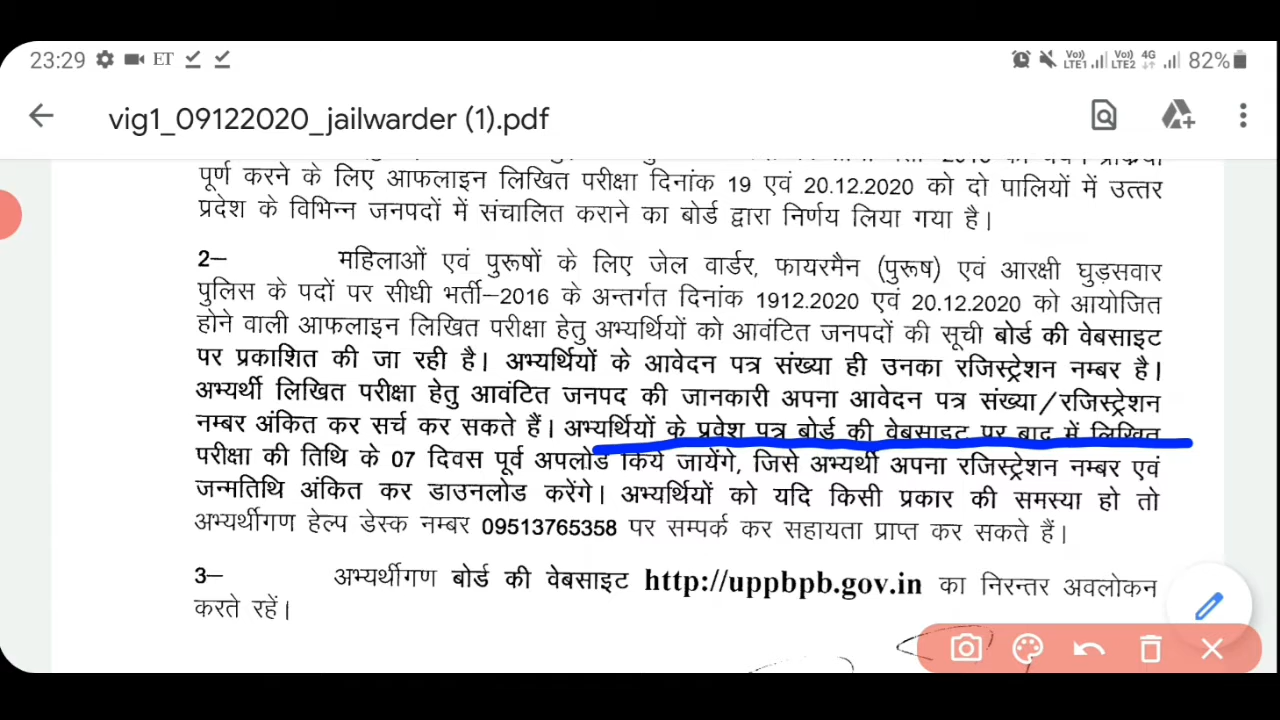 23:29 ET Vo) LTE1 Vo) LTE2 4G 82%
vig1_09122020_jailwarder (1).pdf
पूर्ण करने के लिए आफलाइन लिखित परीक्षा दिनांक 19 एवं 20.12.2020 को दो पालियों में उत्तर
प्रदेश के विभिन्न जनपदों में संचालित कराने का बोर्ड द्वारा निर्णय लिया गया है।
2– महिलाओं एवं पुरूषों के लिए जेल वार्डर, फायरमैन (पुरूष) एवं आरक्षी घुड़सवार
पुलिस के पदों पर सीधी भर्ती–2016 के अन्तर्गत दिनांक 1912.2020 एवं 20.12.2020 को आयोजित
होने वाली आफलाइन लिखित परीक्षा हेतु अभ्यर्थियों को आवंटित जनपदों की सूची बोर्ड की वेबसाइट
पर प्रकाशित की जा रही है। अभ्यर्थियों के आवेदन पत्र संख्या ही उनका रजिस्ट्रेशन नम्बर है।
अभ्यर्थी लिखित परीक्षा हेतु आवंटित जनपद की जानकारी अपना आवेदन पत्र संख्या/रजिस्ट्रेशन
नम्बर अंकित कर सर्च कर सकते हैं। अभ्यर्थियों के प्रवेश पत्र बोर्ड की वेबसाइट पर बाद में लिखित
परीक्षा की तिथि के 07 दिवस पूर्व अपलोड किये जायेंगे, जिसे अभ्यर्थी अपना रजिस्ट्रेशन नम्बर एवं
जन्मतिथि अंकित कर डाउनलोड करेंगे। अभ्यर्थियों को यदि किसी प्रकार की समस्या हो तो
अभ्यर्थीगण हेल्प डेस्क नम्बर 09513765358 पर सम्पर्क कर सहायता प्राप्त कर सकते हैं।
3– अभ्यर्थीगण बोर्ड की वेबसाइट http://uppbpb.gov.in का निरन्तर अवलोकन
करते रहें।